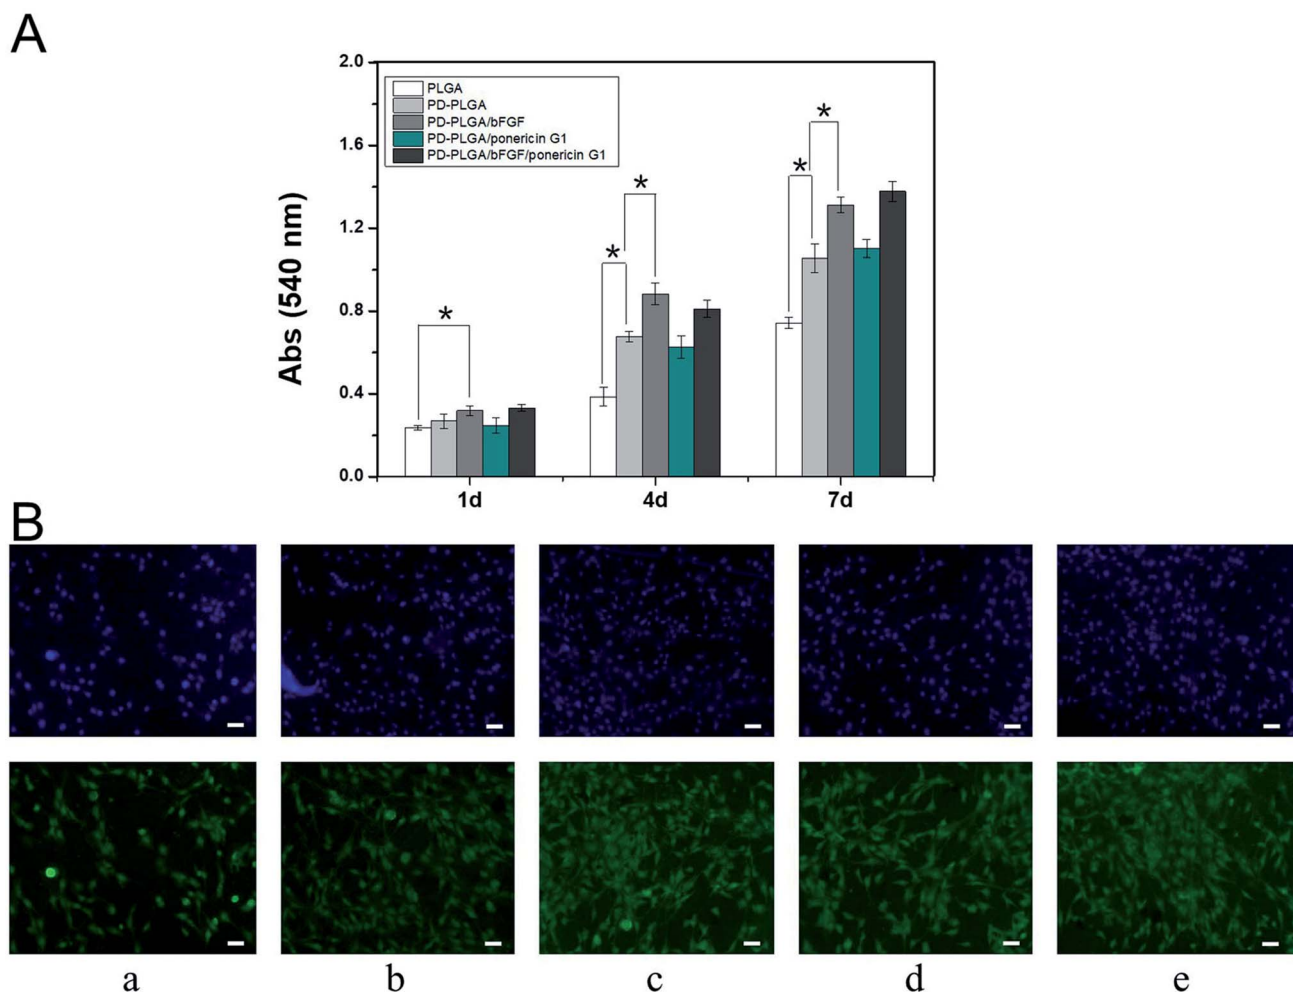 A
Abs (540 nm)
2.0
1.6
1.2
0.8
0.4
0.0
PLGA
PD-PLGA
PD-PLGA/bFGF
PD-PLGA/ponericin G1
PD-PLGA/bFGF/ponericin G1
*
*
*
*
*
1d 4d 7d
B
a b c d e